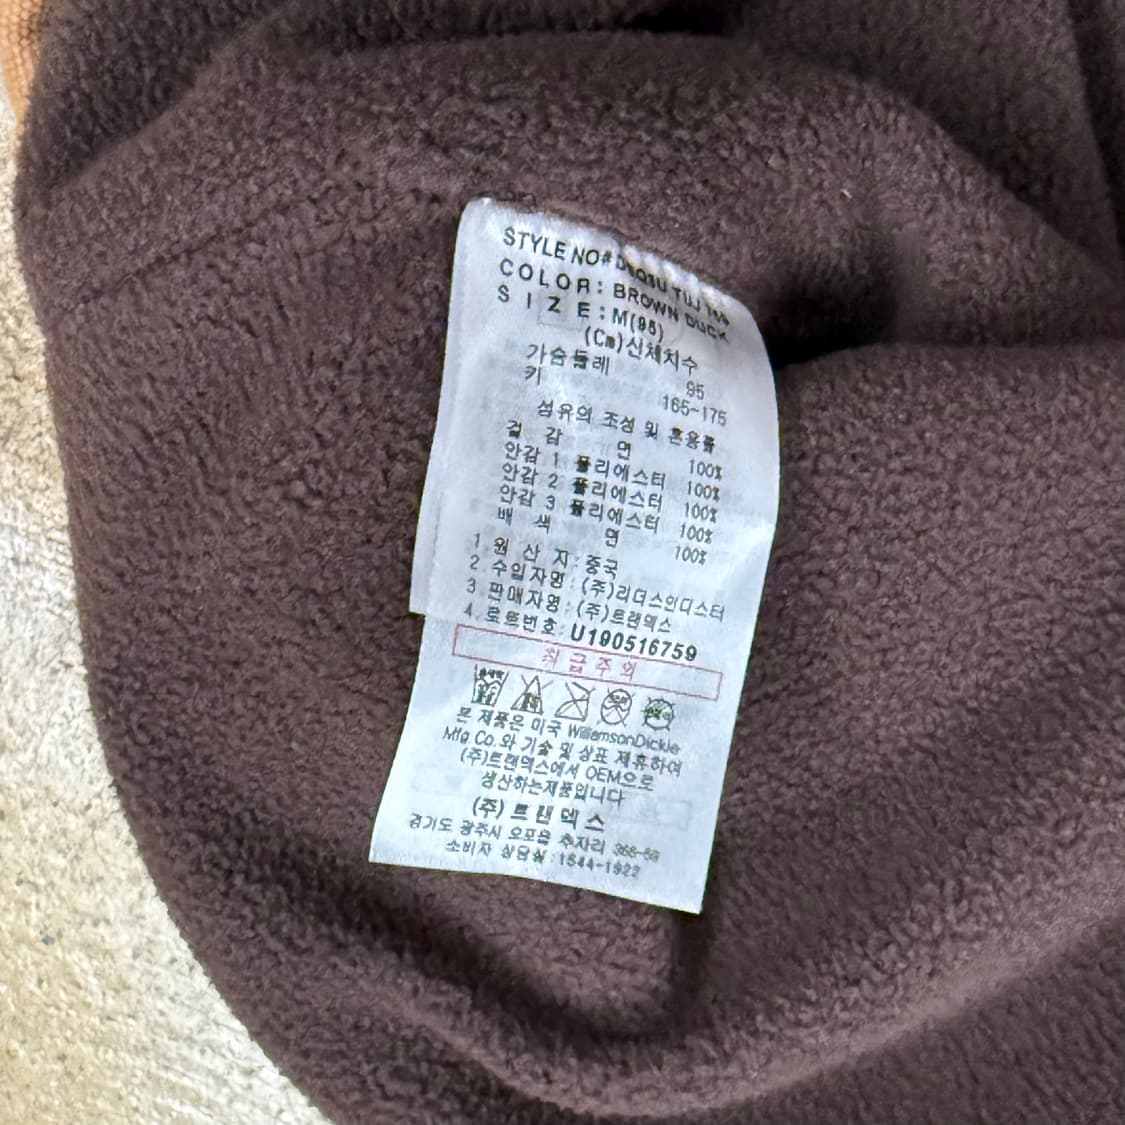 STYLE NO#
COLOR: BROWN DUCK
SIZE: M(95)
(Cm)신체치수
가슴둘레 95
키 165-175
섬유의 조성 및 혼용률
겉 감 면 100%
안감 1 폴리에스터 100%
안감 2 폴리에스터 100%
안감 3 폴리에스터 100%
배 색 면 100%
1 원 산 지: 중국
2 수입자명: (주)리더스인디스터
3 판매자명: (주)트랜덱스
4 로트번호: U190516759
취급주의
본 제품은 미국 WilliamsonDickie
Mfg Co.와 기술 및 상표 제휴하여
(주)트랜덱스에서 OEM으로
생산하는제품입니다
(주)트랜덱스
경기도 광주시 오포읍 추자리
소비자 상담실: 1544-1922